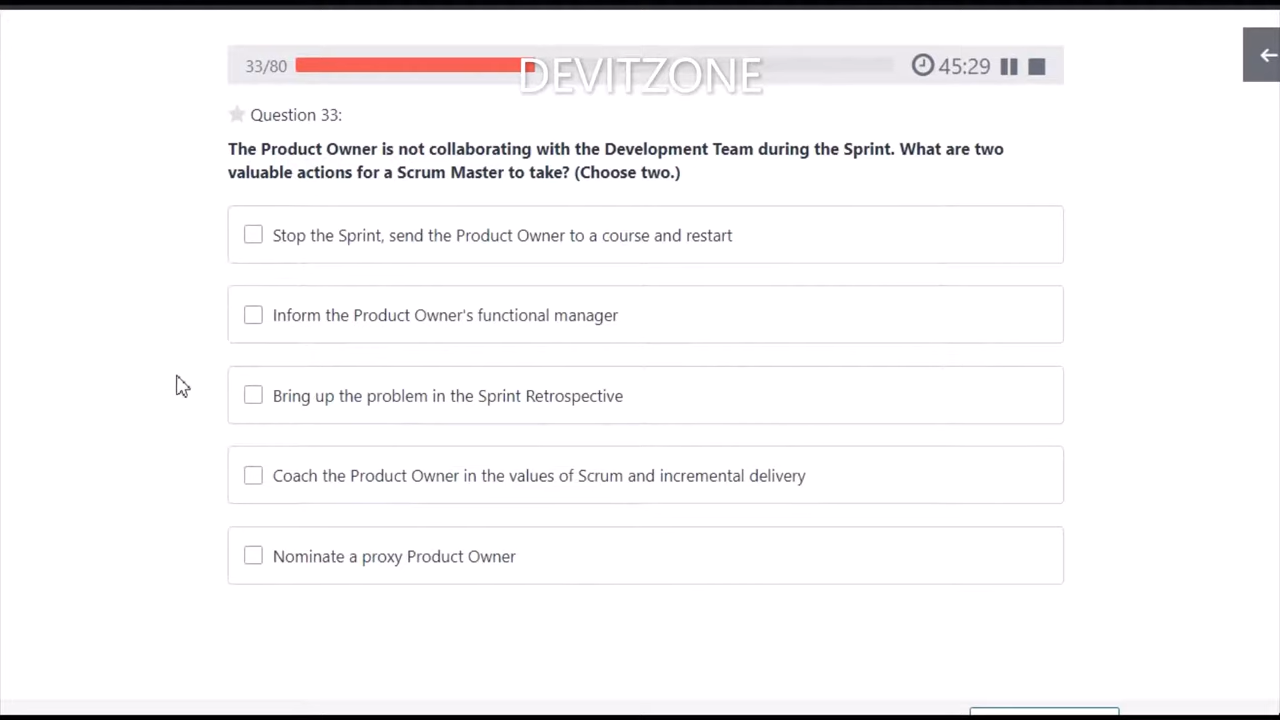 33/80
DEVITZONE
45:29
Question 33:
The Product Owner is not collaborating with the Development Team during the Sprint. What are two
valuable actions for a Scrum Master to take? (Choose two.)
Stop the Sprint, send the Product Owner to a course and restart
Inform the Product Owner's functional manager
Bring up the problem in the Sprint Retrospective
Coach the Product Owner in the values of Scrum and incremental delivery
Nominate a proxy Product Owner